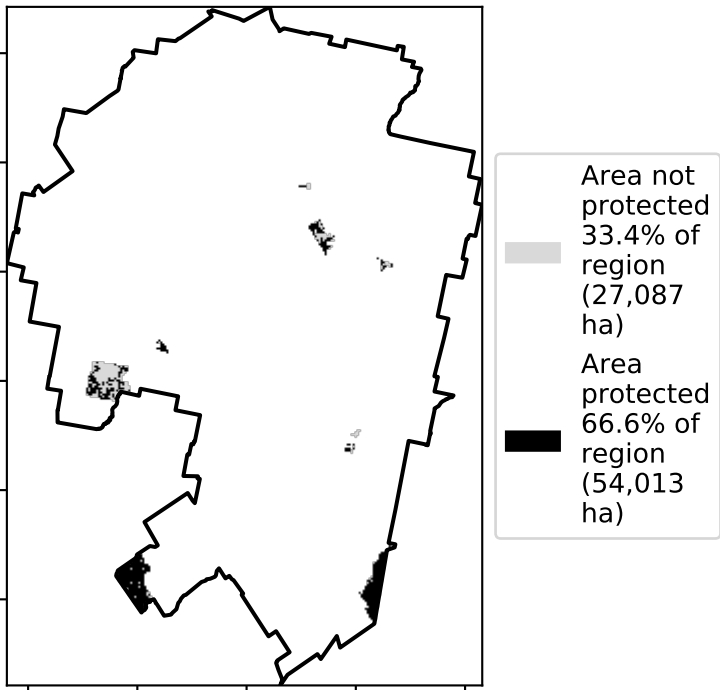 Area not
protected
33.4% of
region
(27,087
ha)
Area
protected
66.6% of
region
(54,013
ha)